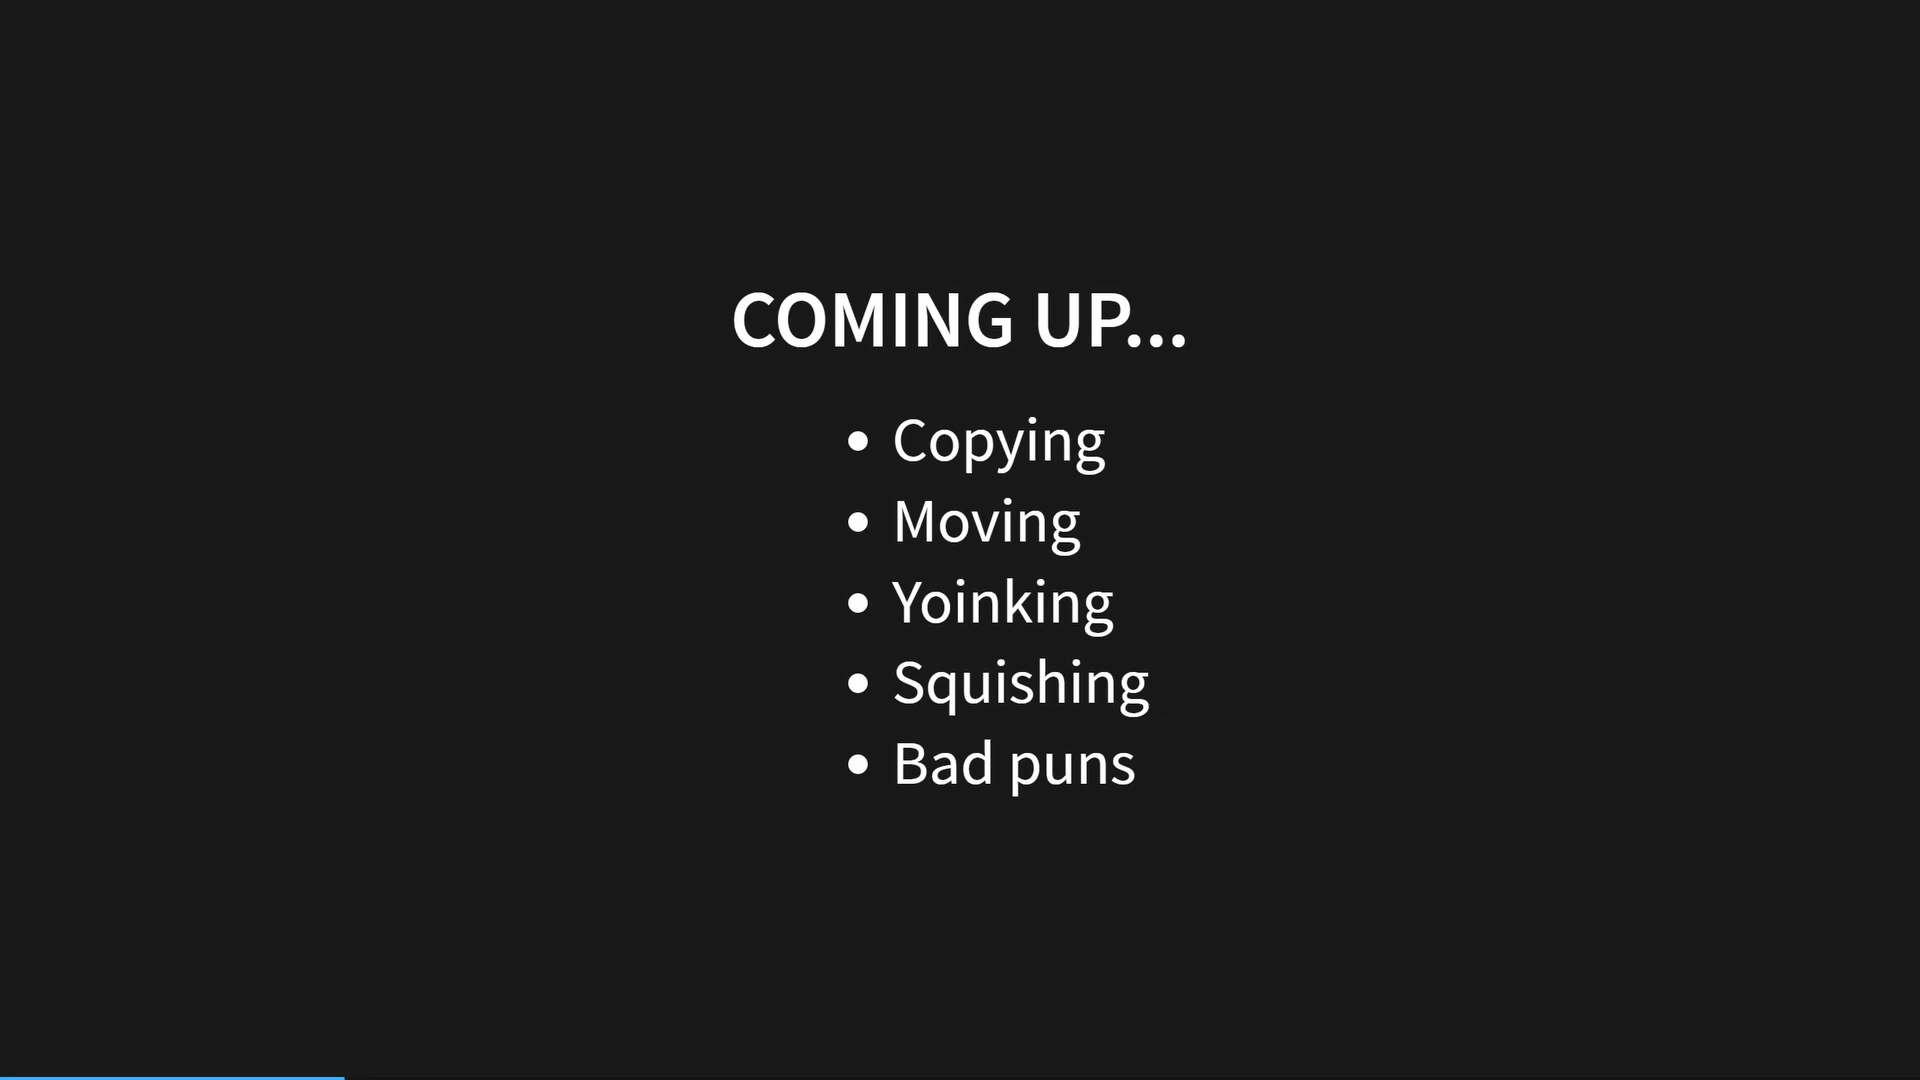 COMING UP...
• Copying
• Moving
• Yoinking
• Squishing
• Bad puns